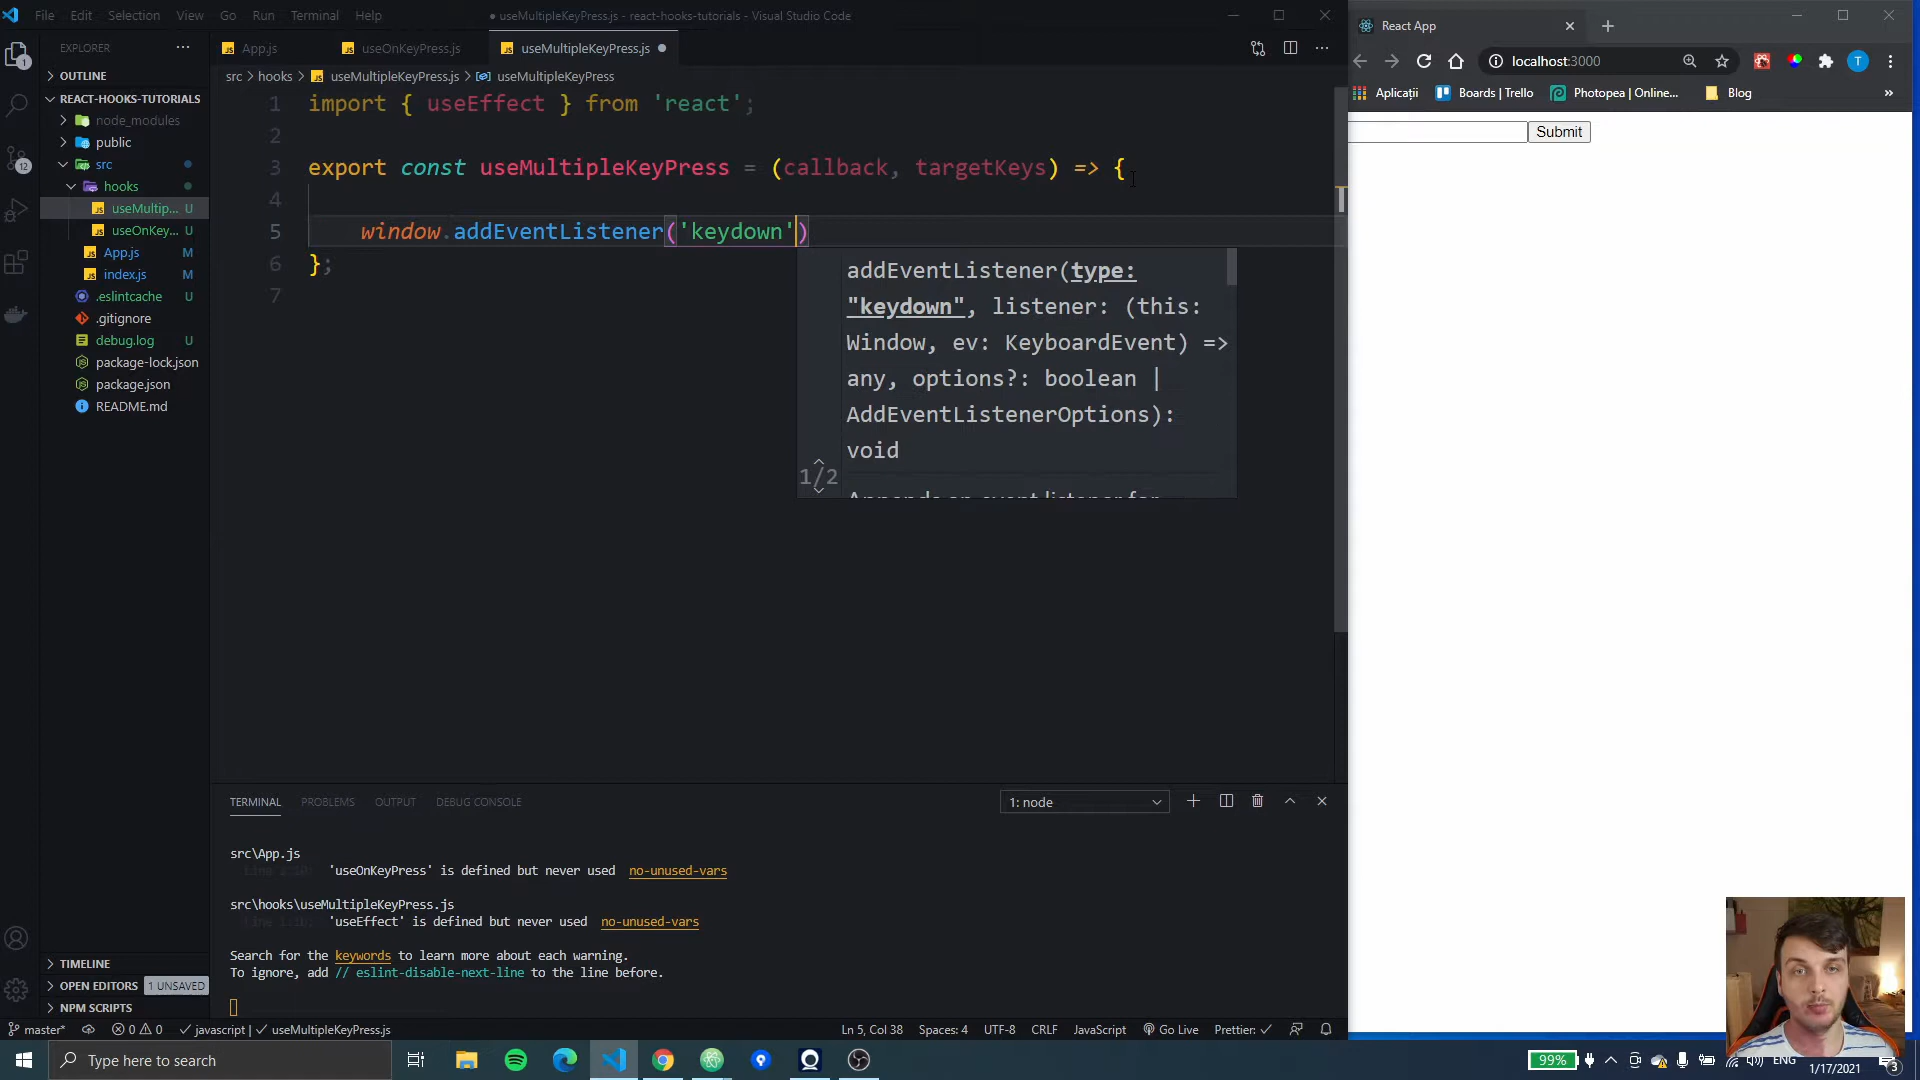 File Edit Selection View Go Run Terminal Help
● useMultipleKeyPress.js - react-hooks-tutorials - Visual Studio Code
EXPLORER
OUTLINE
REACT-HOOKS-TUTORIALS
node_modules
public
src
hooks
useMultip... U
useOnKey... U
App.js M
index.js M
.eslintcache U
.gitignore
debug.log U
package-lock.json
package.json
README.md
TIMELINE
OPEN EDITORS 1 UNSAVED
NPM SCRIPTS
1
12
App.js
useOnKeyPress.js
useMultipleKeyPress.js
src > hooks > useMultipleKeyPress.js > useMultipleKeyPress
1 import { useEffect } from 'react';
2
3 export const useMultipleKeyPress = (callback, targetKeys) => {
4
5 window.addEventListener('keydown')
6 };
7
addEventListener(type:
"keydown", listener: (this:
Window, ev: KeyboardEvent) =>
any, options?: boolean |
AddEventListenerOptions):
void
1/2
Appends an event listener for
TERMINAL PROBLEMS OUTPUT DEBUG CONSOLE
1: node
src\App.js
'useOnKeyPress' is defined but never used no-unused-vars
src\hooks\useMultipleKeyPress.js
'useEffect' is defined but never used no-unused-vars
Search for the keywords to learn more about each warning.
To ignore, add // eslint-disable-next-line to the line before.
master* 0 0 javascript | useMultipleKeyPress.js
Ln 5, Col 38 Spaces: 4 UTF-8 CRLF JavaScript Go Live Prettier:
React App
localhost:3000
T
Aplicații Boards | Trello Photopea | Online... Blog »
Submit
Type here to search
99%
ENG
1/17/2021
3